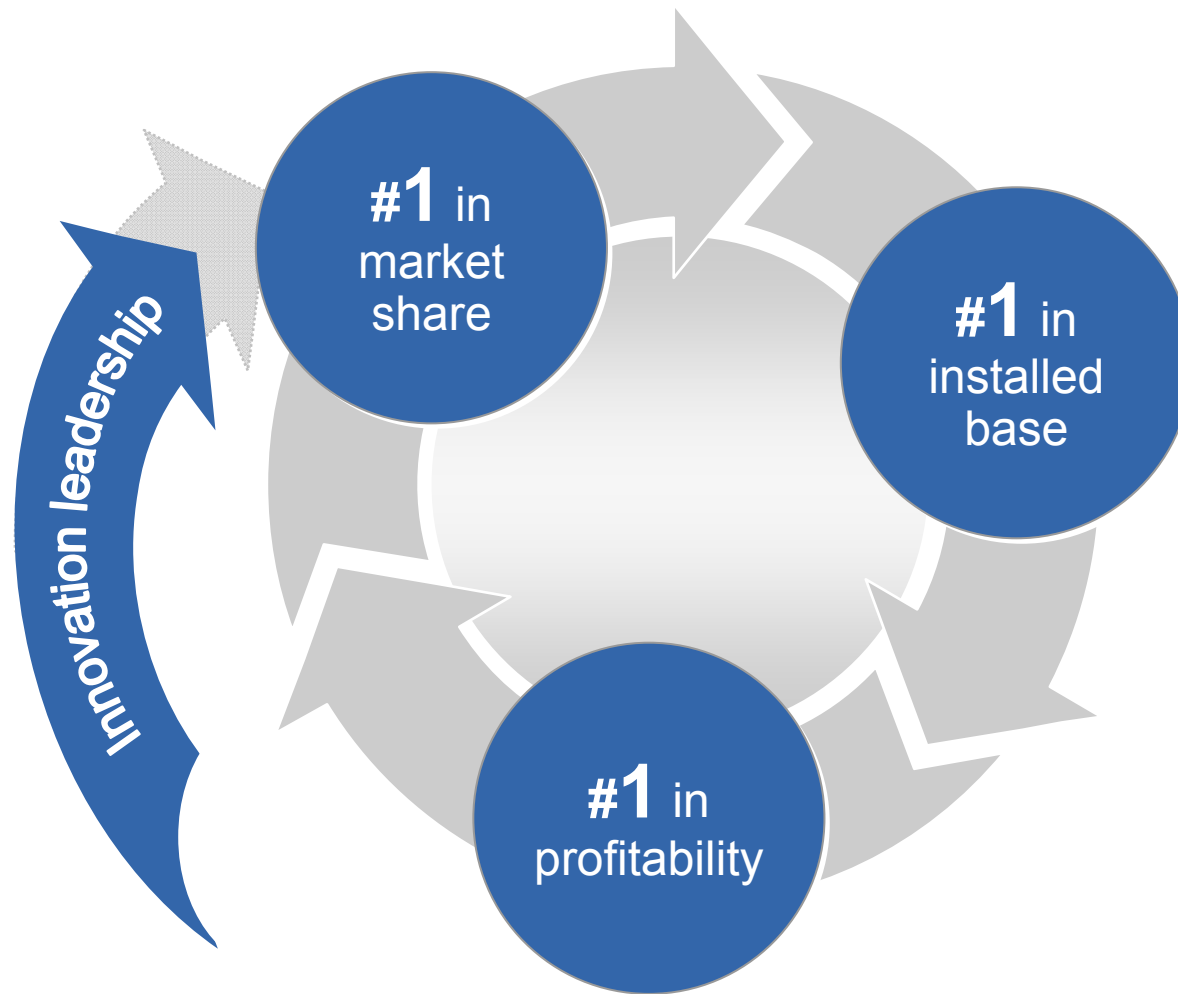 #1 in
market
share
#1 in
installed
base
#1 in
profitability
Innovation leadership